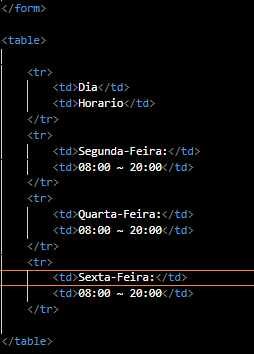 </form>
<table>
<tr>
<td>Dia</td>
<td>Horario</td>
</tr>
<tr>
<td>Segunda-Feira:</td>
<td>08:00 ~ 20:00</td>
</tr>
<tr>
<td>Quarta-Feira:</td>
<td>08:00 ~ 20:00</td>
</tr>
<tr>
<td>Sexta-Feira:</td>
<td>08:00 ~ 20:00</td>
</tr>
</table>